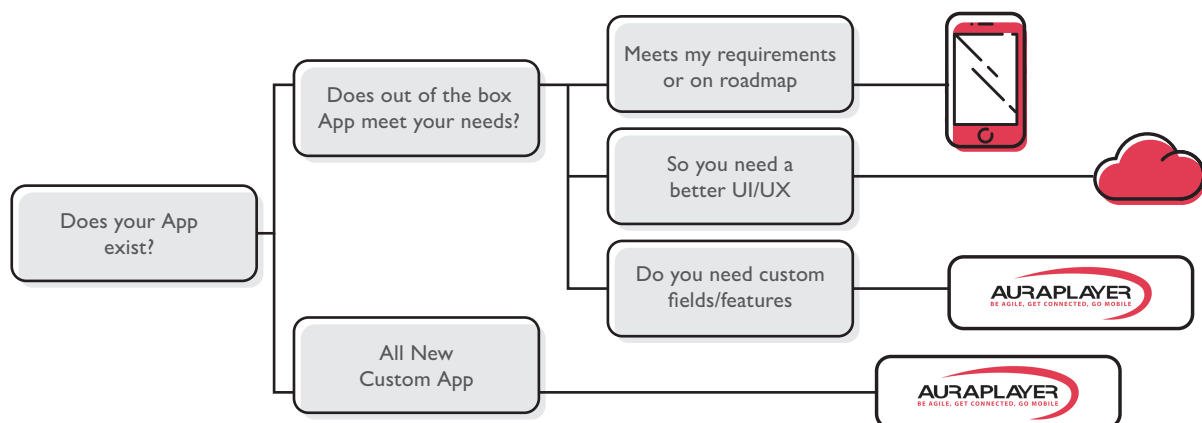 Does your App
exist?
Does out of the box
App meet your needs?
Meets my requirements
or on roadmap
So you need a
better UI/UX
Do you need custom
fields/features
AURAPLAYER
BE AGILE, GET CONNECTED, GO MOBILE
All New
Custom App
AURAPLAYER
BE AGILE, GET CONNECTED, GO MOBILE